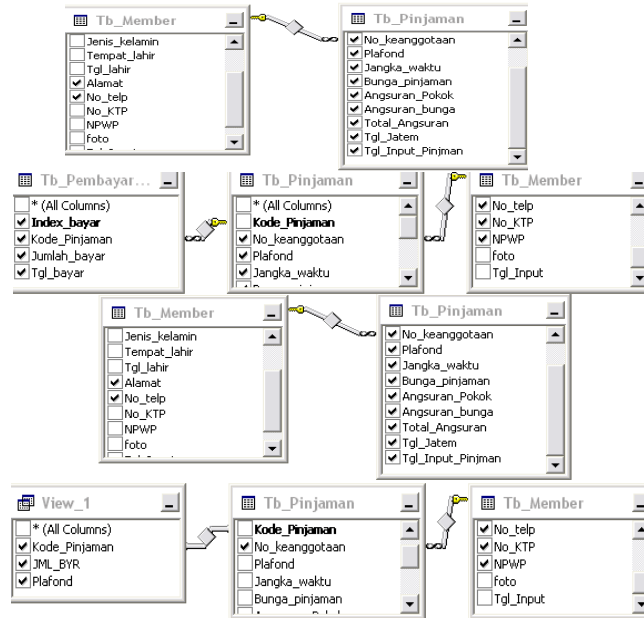 Tb_Member
Jenis_kelamin
Tempat_lahir
Tgl_lahir
Alamat
No_telp
No_KTP
NPWP
foto
Tb_Pinjaman
No_keanggotaan
Plafond
Jangka_waktu
Bunga_pinjaman
Angsuran_Pokok
Angsuran_bunga
Total_Angsuran
Tgl_Jatem
Tgl_Input_Pinjman
Tb_Pembayar...
* (All Columns)
Index_bayar
Kode_Pinjaman
Jumlah_bayar
Tgl_bayar
Tb_Pinjaman
* (All Columns)
Kode_Pinjaman
No_keanggotaan
Plafond
Jangka_waktu
Tb_Member
No_telp
No_KTP
NPWP
foto
Tgl_Input
Tb_Member
Jenis_kelamin
Tempat_lahir
Tgl_lahir
Alamat
No_telp
No_KTP
NPWP
foto
Tb_Pinjaman
No_keanggotaan
Plafond
Jangka_waktu
Bunga_pinjaman
Angsuran_Pokok
Angsuran_bunga
Total_Angsuran
Tgl_Jatem
Tgl_Input_Pinjman
View_1
* (All Columns)
Kode_Pinjaman
JML_BYR
Plafond
Tb_Pinjaman
Kode_Pinjaman
No_keanggotaan
Plafond
Jangka_waktu
Bunga_pinjaman
Tb_Member
No_telp
No_KTP
NPWP
foto
Tgl_Input